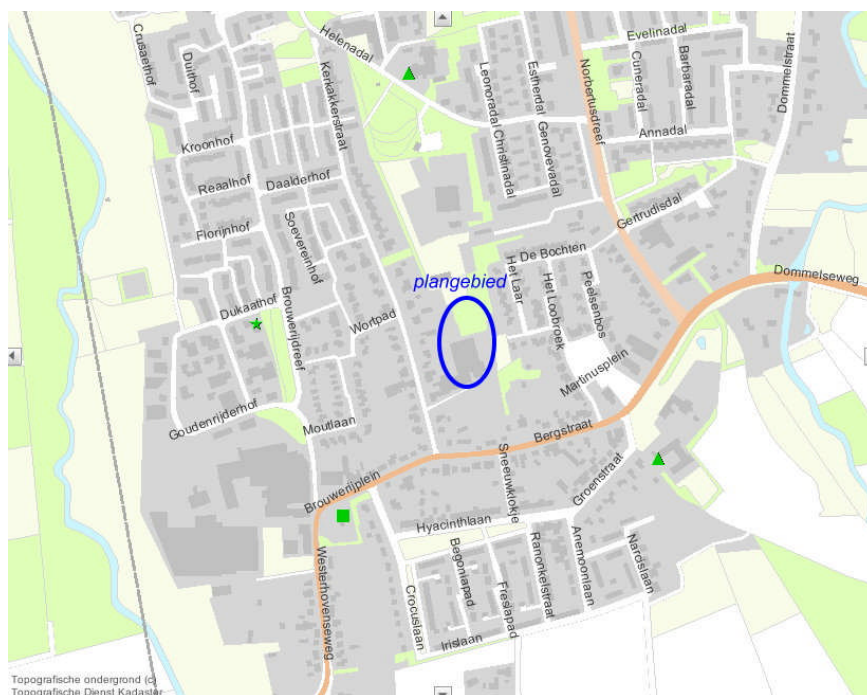 Crusaethof
Duithof
Helenadal
Kerkakkerstraat
Leonoradal
Estherdal
Evelinadal
Cuneradal
Barbaradal
Norbertusdreef
Dommelstraat
Annadal
Kroonhof
Christinadal
Genovevadal
Reaalhof
Daalderhof
Gertrudisdal
Florijnhof
Soevereinhof
De Bochten
Het Laar
Het Loobroek
Peelsenbos
Dommelseweg
plangebied
Dukaathof
Brouwerijdreef
Wortpad
Martinusplein
Goudenrijderhof
Moutlaan
Bergstraat
Sneeuwklokje
Brouwerijplein
Groenstraat
Hyacinthlaan
Westerhovenseweg
Crocuslaan
Begoniapad
Fresiapad
Ranonkelstraat
Anemoonlaan
Nardslaan
Irislaan
Topografische ondergrond (c)
Topografische Dienst Kadaster